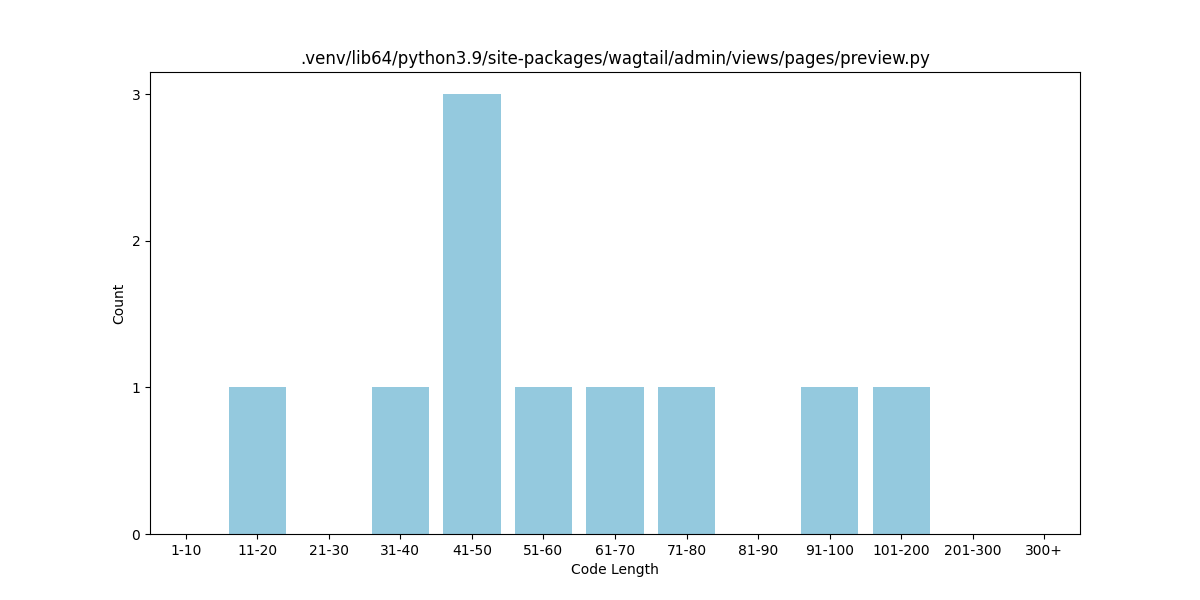 .venv/lib64/python3.9/site-packages/wagtail/admin/views/pages/preview.py
3
2
1
0
Count
1-10 11-20 21-30 31-40 41-50 51-60 61-70 71-80 81-90 91-100 101-200 201-300 300+
Code Length